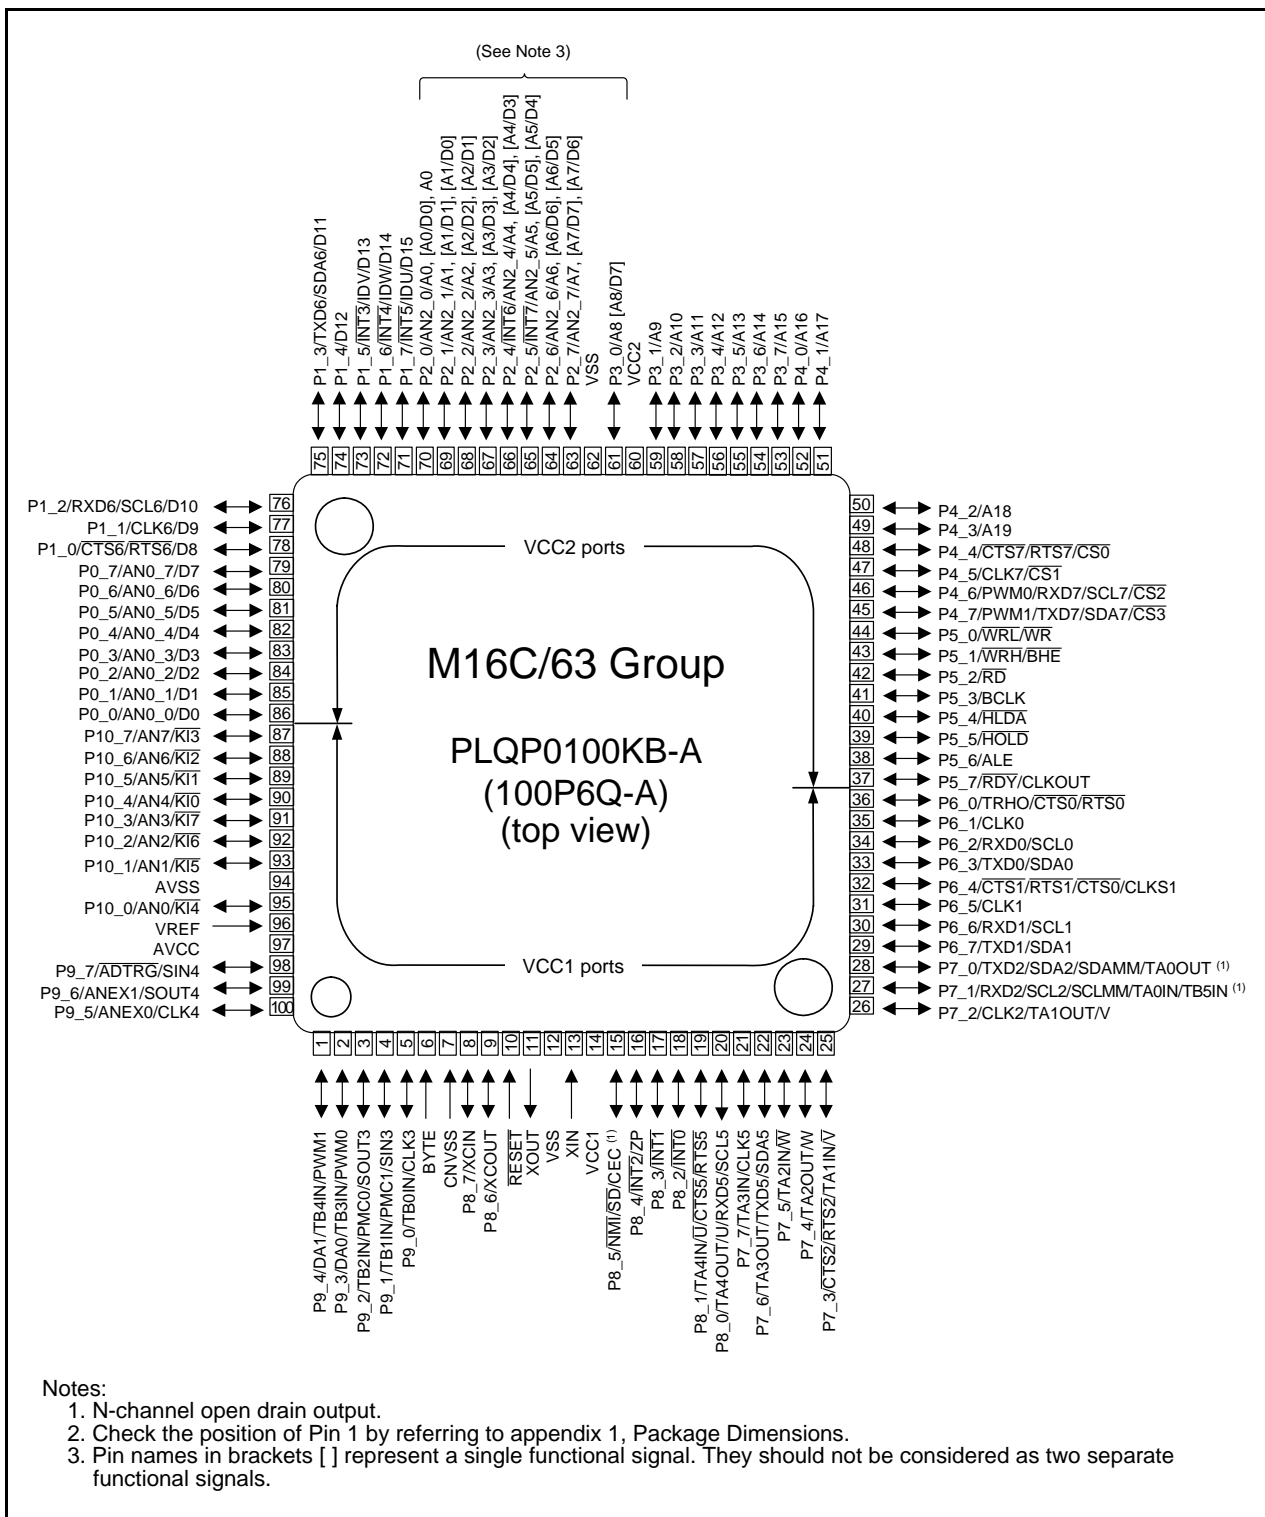 (See Note 3)
P1_3/TXD6/SDA6/D11
P1_4/D12
P1_5/INT3/IDV/D13
P1_6/INT4/IDW/D14
P1_7/INT5/IDU/D15
P2_0/AN2_0/A0, [A0/D0], A0
P2_1/AN2_1/A1, [A1/D1], [A1/D0]
P2_2/AN2_2/A2, [A2/D2], [A2/D1]
P2_3/AN2_3/A3, [A3/D3], [A3/D2]
P2_4/INT6/AN2_4/A4, [A4/D4], [A4/D3]
P2_5/INT7/AN2_5/A5, [A5/D5], [A5/D4]
P2_6/AN2_6/A6, [A6/D6], [A6/D5]
P2_7/AN2_7/A7, [A7/D7], [A7/D6]
VSS
P3_0/A8 [A8/D7]
VCC2
P3_1/A9
P3_2/A10
P3_3/A11
P3_4/A12
P3_5/A13
P3_6/A14
P3_7/A15
P4_0/A16
P4_1/A17
75 74 73 72 71 70 69 68 67 66 65 64 63 62 61 60 59 58 57 56 55 54 53 52 51
P1_2/RXD6/SCL6/D10 76
P1_1/CLK6/D9 77
P1_0/CTS6/RTS6/D8 78
P0_7/AN0_7/D7 79
P0_6/AN0_6/D6 80
P0_5/AN0_5/D5 81
P0_4/AN0_4/D4 82
P0_3/AN0_3/D3 83
P0_2/AN0_2/D2 84
P0_1/AN0_1/D1 85
P0_0/AN0_0/D0 86
P10_7/AN7/KI3 87
P10_6/AN6/KI2 88
P10_5/AN5/KI1 89
P10_4/AN4/KI0 90
P10_3/AN3/KI7 91
P10_2/AN2/KI6 92
P10_1/AN1/KI5 93
AVSS 94
P10_0/AN0/KI4 95
VREF 96
AVCC 97
P9_7/ADTRG/SIN4 98
P9_6/ANEX1/SOUT4 99
P9_5/ANEX0/CLK4 100
VCC2 ports
M16C/63 Group
PLQP0100KB-A
(100P6Q-A)
(top view)
VCC1 ports
50 P4_2/A18
49 P4_3/A19
48 P4_4/CTS7/RTS7/CS0
47 P4_5/CLK7/CS1
46 P4_6/PWM0/RXD7/SCL7/CS2
45 P4_7/PWM1/TXD7/SDA7/CS3
44 P5_0/WRL/WR
43 P5_1/WRH/BHE
42 P5_2/RD
41 P5_3/BCLK
40 P5_4/HLDA
39 P5_5/HOLD
38 P5_6/ALE
37 P5_7/RDY/CLKOUT
36 P6_0/TRHO/CTS0/RTS0
35 P6_1/CLK0
34 P6_2/RXD0/SCL0
33 P6_3/TXD0/SDA0
32 P6_4/CTS1/RTS1/CTS0/CLKS1
31 P6_5/CLK1
30 P6_6/RXD1/SCL1
29 P6_7/TXD1/SDA1
28 P7_0/TXD2/SDA2/SDAMM/TA0OUT (1)
27 P7_1/RXD2/SCL2/SCLMM/TA0IN/TB5IN (1)
26 P7_2/CLK2/TA1OUT/V
1 2 3 4 5 6 7 8 9 10 11 12 13 14 15 16 17 18 19 20 21 22 23 24 25
P9_4/DA1/TB4IN/PWM1
P9_3/DA0/TB3IN/PWM0
P9_2/TB2IN/PMC0/SOUT3
P9_1/TB1IN/PMC1/SIN3
P9_0/TB0IN/CLK3
BYTE
CNVSS
P8_7/XCIN
P8_6/XCOUT
RESET
XOUT
VSS
XIN
VCC1
P8_5/NMI/SD/CEC (1)
P8_4/INT2/ZP
P8_3/INT1
P8_2/INT0
P8_1/TA4IN/U/CTS5/RTS5
P8_0/TA4OUT/U/RXD5/SCL5
P7_7/TA3IN/CLK5
P7_6/TA3OUT/TXD5/SDA5
P7_5/TA2IN/W
P7_4/TA2OUT/W
P7_3/CTS2/RTS2/TA1IN/V
Notes:
1. N-channel open drain output.
2. Check the position of Pin 1 by referring to appendix 1, Package Dimensions.
3. Pin names in brackets [ ] represent a single functional signal. They should not be considered as two separate
functional signals.